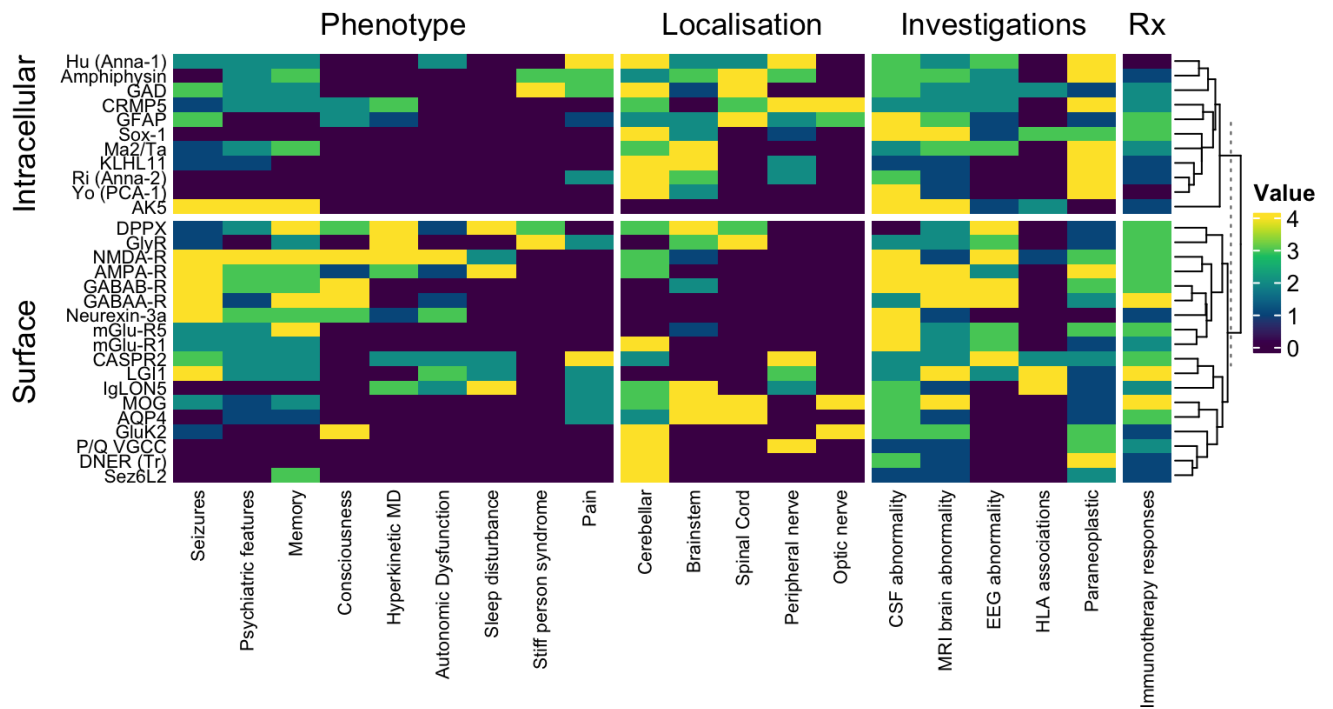 Phenotype
Localisation
Investigations
Rx
Intracellular
Hu (Anna-1)
Amphiphysin
GAD
CRMP5
GFAP
Sox-1
Ma2/Ta
KLHL11
Ri (Anna-2)
Yo (PCA-1)
AK5
Surface
DPPX
GlyR
NMDA-R
AMPA-R
GABAB-R
GABAA-R
Neurexin-3a
mGlu-R5
mGlu-R1
CASPR2
LGI1
IgLON5
MOG
AQP4
GluK2
P/Q VGCC
DNER (Tr)
Sez6L2
Value
4
3
2
1
0
Seizures
Psychiatric features
Memory
Consciousness
Hyperkinetic MD
Autonomic Dysfunction
Sleep disturbance
Stiff person syndrome
Pain
Cerebellar
Brainstem
Spinal Cord
Peripheral nerve
Optic nerve
CSF abnormality
MRI brain abnormality
EEG abnormality
HLA associations
Paraneoplastic
Immunotherapy responses